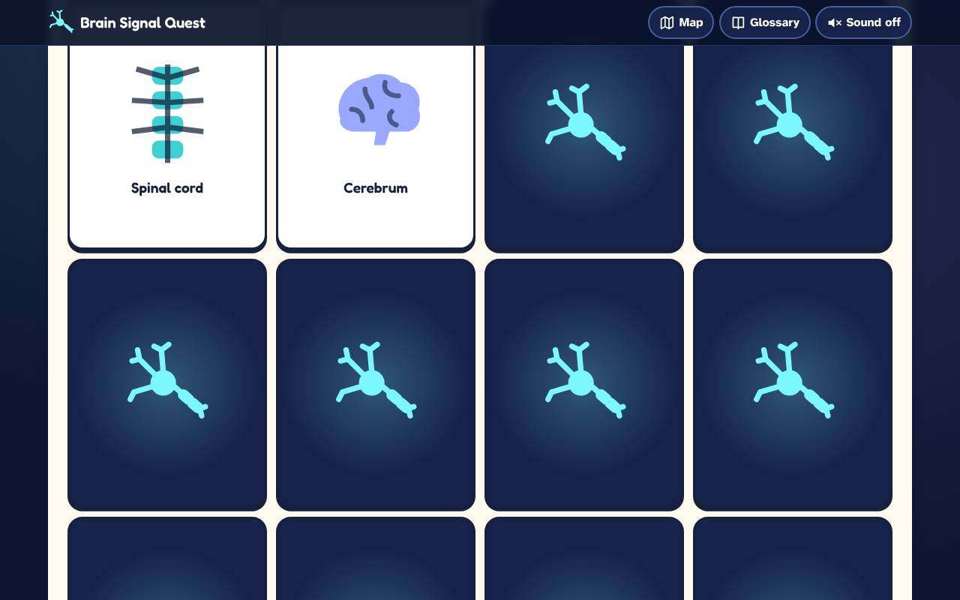 Brain Signal Quest
Map
Glossary
Sound off
Spinal cord
Cerebrum